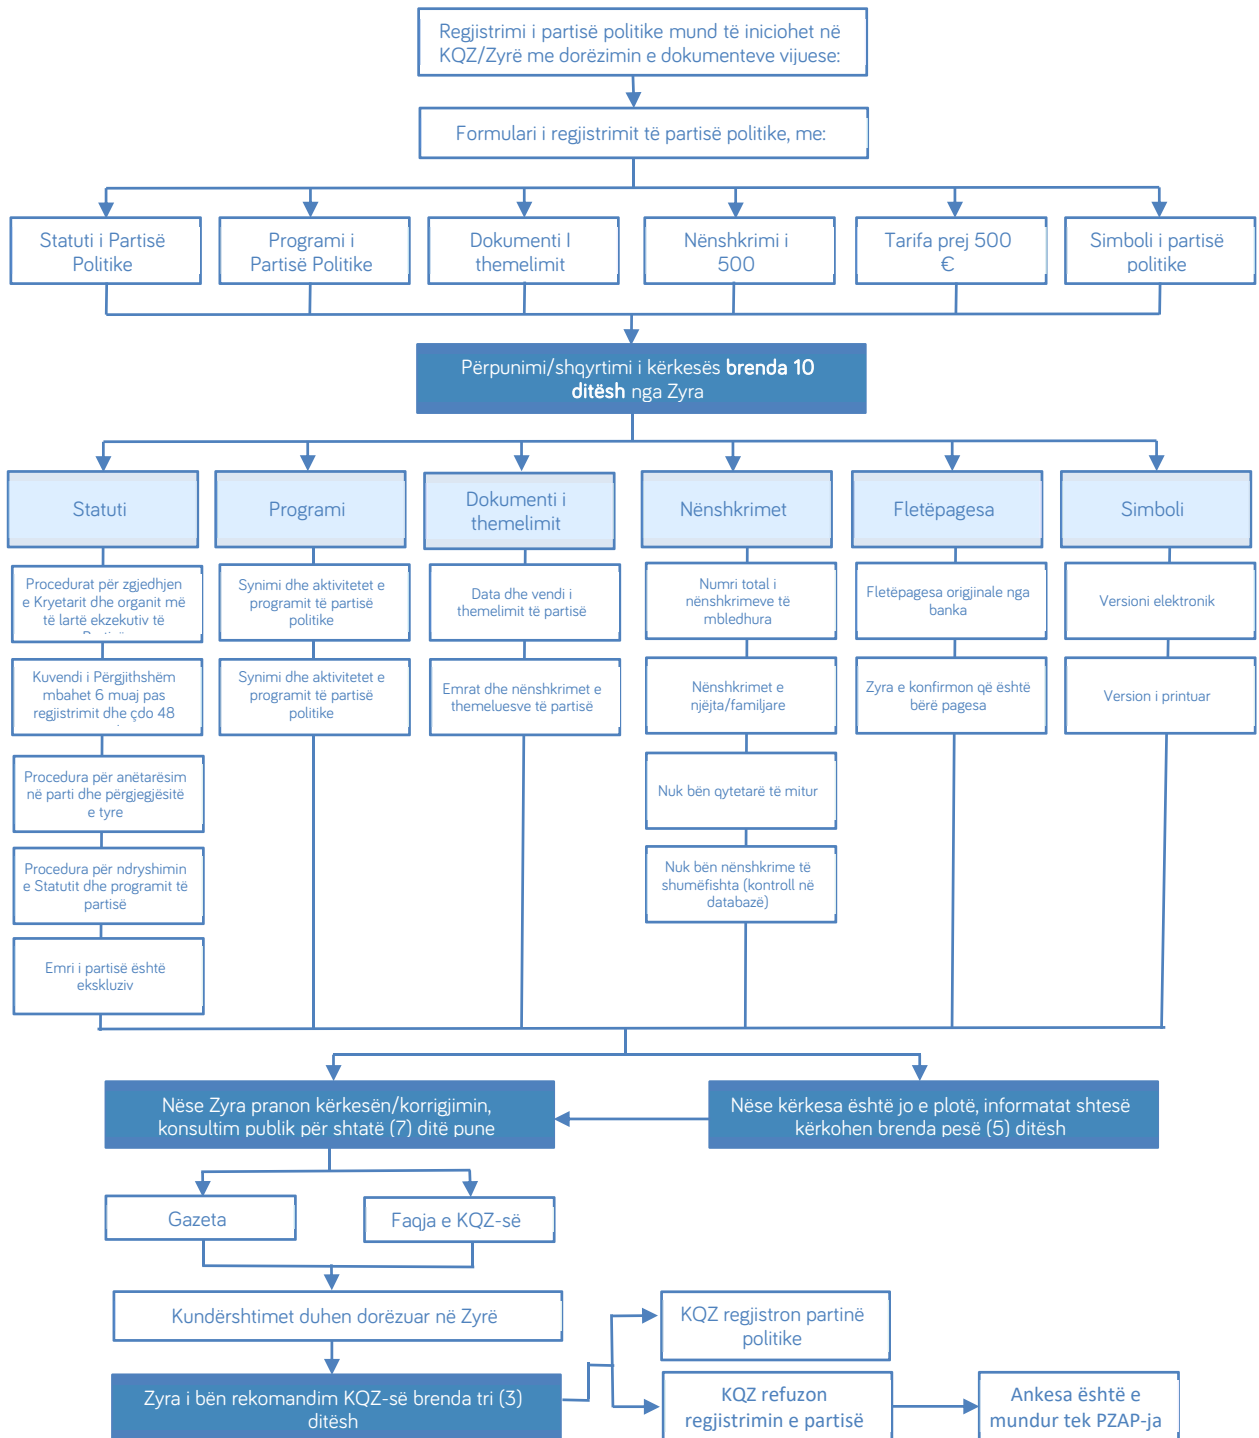 Regjistrimi i partisë politike mund të iniciohet në
KQZ/Zyrë me dorëzimin e dokumenteve vijuese:
Formulari i regjistrimit të partisë politike, me:
Statuti i Partisë
Politike
Programi i
Partisë Politike
Dokumenti I
themelimit
Nënshkrimi i
500
Tarifa prej 500
€
Simboli i partisë
politike
Përpunimi/shqyrtimi i kërkesës brenda 10
ditësh nga Zyra
Statuti
Programi
Dokumenti i
themelimit
Nënshkrimet
Fletëpagesa
Simboli
Procedurat për zgjedhjen
e Kryetarit dhe organit më
të lartë ekzekutiv të
Synimi dhe aktivitetet e
programit të partisë
politike
Data dhe vendi i
themelimit të partisë
Numri total i
nënshkrimeve të
mbledhura
Fletëpagesa origjinale nga
banka
Versioni elektronik
Kuvendi i Përgjithshëm
mbahet 6 muaj pas
regjistrimit dhe çdo 48
Synimi dhe aktivitetet e
programit të partisë
politike
Emrat dhe nënshkrimet e
themeluesve të partisë
Nënshkrimet e
njëjta/familjare
Zyra e konfirmon që është
bërë pagesa
Version i printuar
Procedura për anëtarësim
në parti dhe përgjegjësitë
e tyre
Nuk bën qytetarë të mitur
Procedura për ndryshimin
e Statutit dhe programit të
partisë
Nuk bën nënshkrime të
shumëfishta (kontroll në
databazë)
Emri i partisë është
ekskluziv
Nëse Zyra pranon kërkesën/korrigjimin,
konsultim publik për shtatë (7) ditë pune
Nëse kërkesa është jo e plotë, informatat shtesë
kërkohen brenda pesë (5) ditësh
Gazeta
Faqja e KQZ-së
Kundërshtimet duhen dorëzuar në Zyrë
KQZ regjistron partinë
politike
Zyra i bën rekomandim KQZ-së brenda tri (3)
ditësh
KQZ refuzon
regjistrimin e partisë
Ankesa është e
mundur tek PZAP-ja